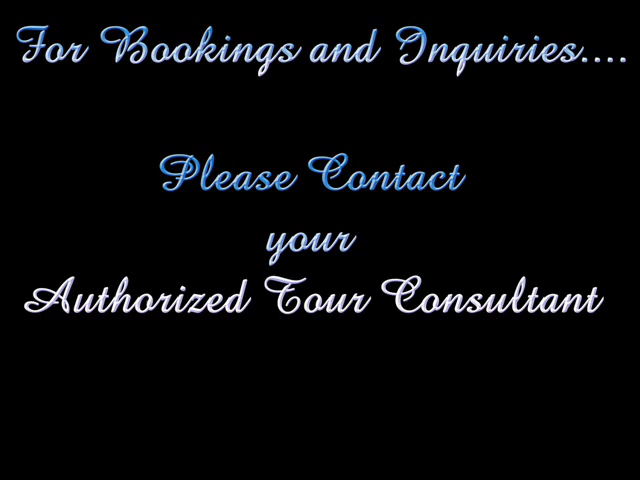 For Bookings and Inquiries....
Please Contact
your
Authorized Tour Consultant